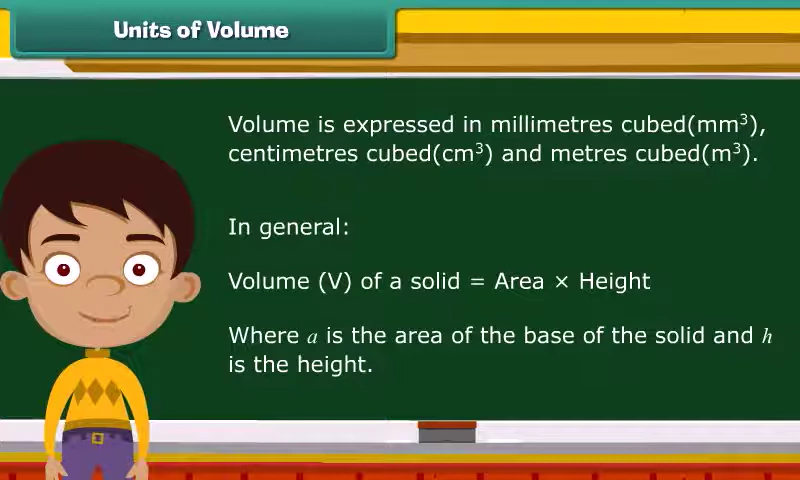 Units of Volume
Volume is expressed in millimetres cubed(mm³),
centimetres cubed(cm³) and metres cubed(m³).
In general:
Volume (V) of a solid = Area × Height
Where a is the area of the base of the solid and h
is the height.